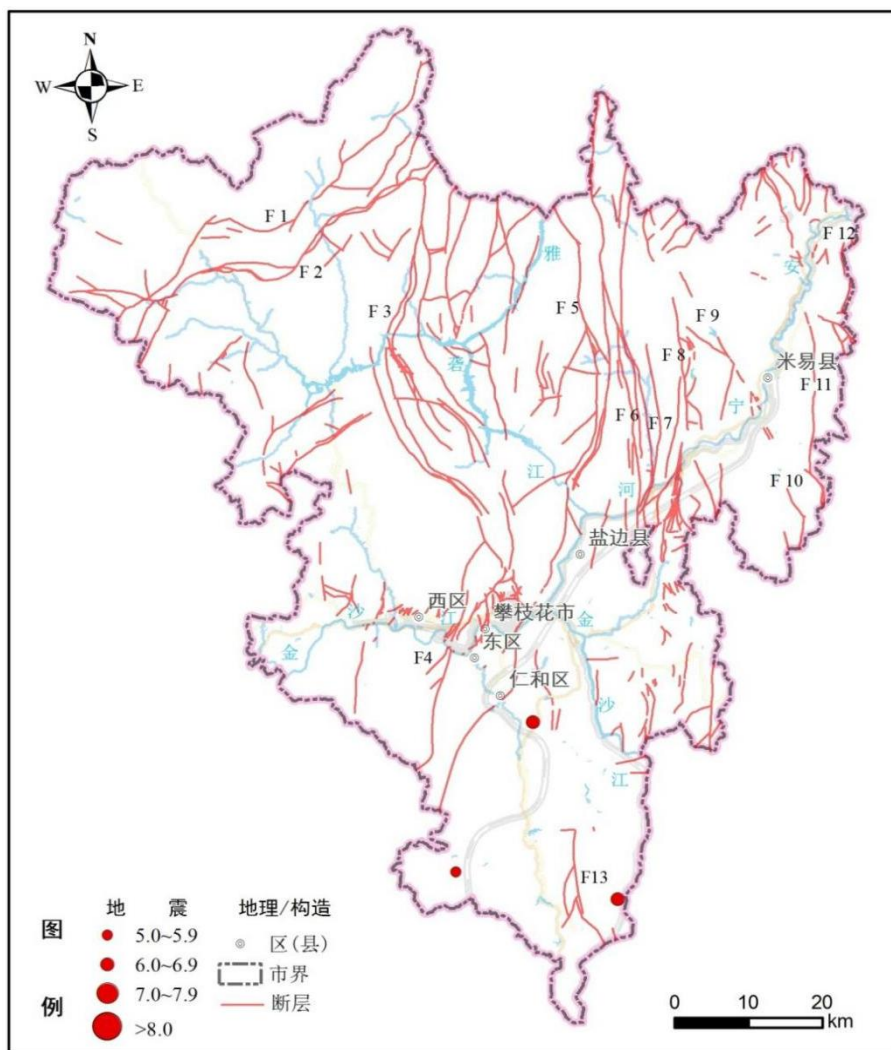 N
W E
S
F 1
F 2
F 3
雅
砻
江
F 5
F 6
F 7
F 8
F 9
F 12
安
宁
河
米易县
F 11
F 10
盐边县
西区
攀枝花市
东区
仁和区
F4
金
沙
江
金
沙
江
F13
图
例
地 震
5.0~5.9
6.0~6.9
7.0~7.9
>8.0
地理/构造
区(县)
市界
断层
0 10 20
km